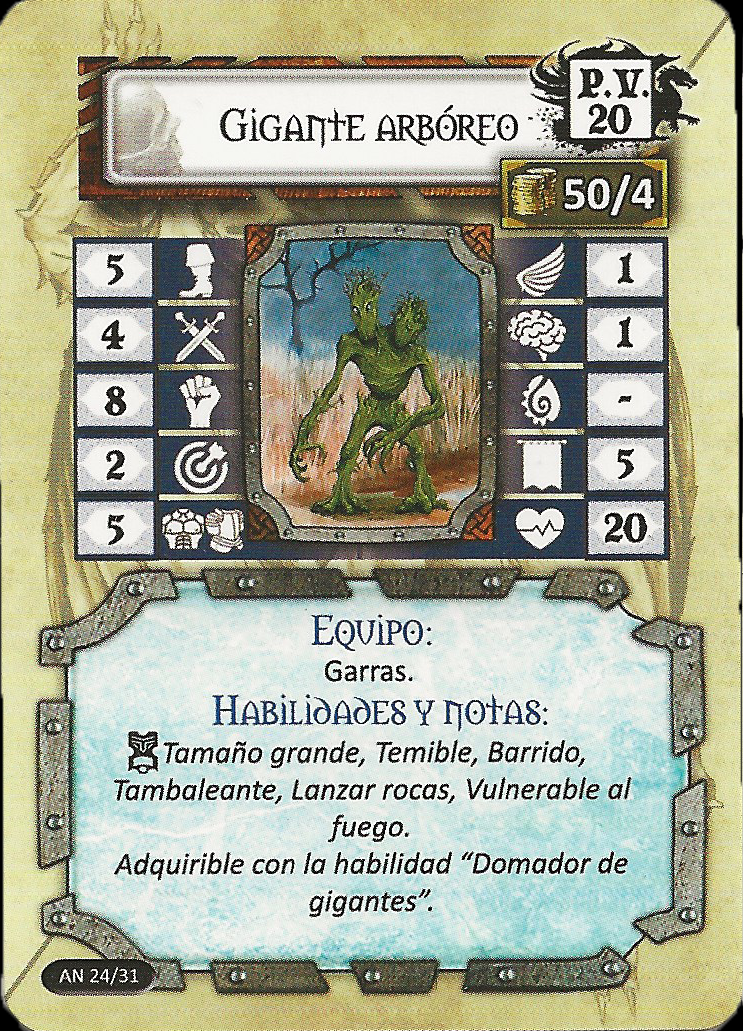 Gigante arbóreo
P.V.
20
50/4
5
1
4
1
8
-
2
5
5
20
Equipo:
Garras.
Habilidades y notas:
Tamaño grande, Temible, Barrido,
Tambaleante, Lanzar rocas, Vulnerable al
fuego.
Adquirible con la habilidad “Domador de
gigantes”.
AN 24/31